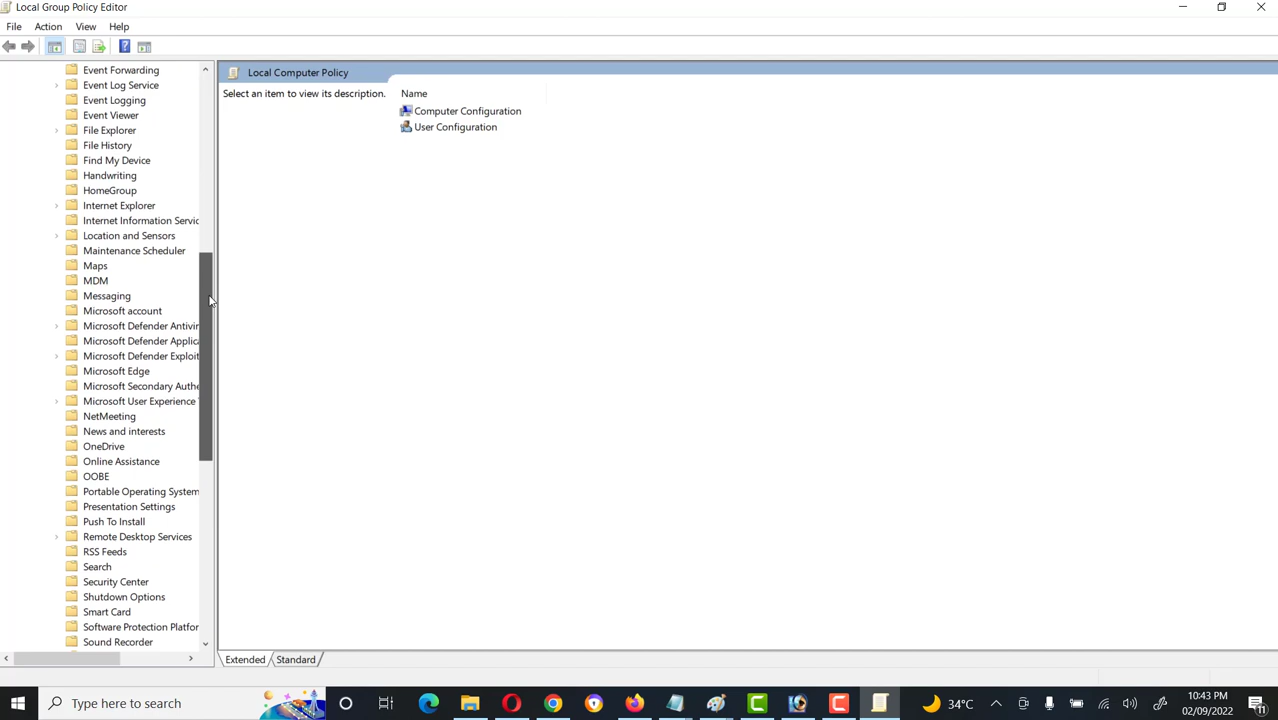 Local Group Policy Editor
File Action View Help
Event Forwarding
Event Log Service
Event Logging
Event Viewer
File Explorer
File History
Find My Device
Handwriting
HomeGroup
Internet Explorer
Internet Information Servic
Location and Sensors
Maintenance Scheduler
Maps
MDM
Messaging
Microsoft account
Microsoft Defender Antivir
Microsoft Defender Applica
Microsoft Defender Exploit
Microsoft Edge
Microsoft Secondary Authe
Microsoft User Experience
NetMeeting
News and interests
OneDrive
Online Assistance
OOBE
Portable Operating System
Presentation Settings
Push To Install
Remote Desktop Services
RSS Feeds
Search
Security Center
Shutdown Options
Smart Card
Software Protection Platfor
Sound Recorder
Local Computer Policy
Select an item to view its description.
Name
Computer Configuration
User Configuration
Extended Standard
Type here to search
34°C
10:43 PM
02/09/2022
11